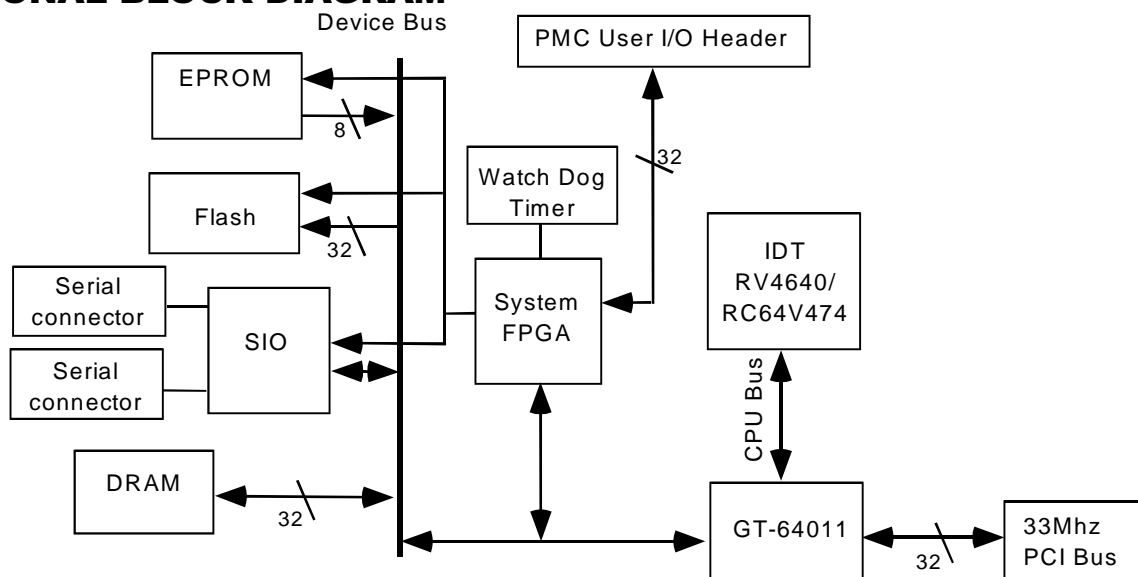 Device Bus
PMC User I/O Header
EPROM
8
32
Watch Dog
Timer
Flash
32
IDT
RV4640/
RC64V474
Serial
connector
SIO
System
FPGA
Serial
connector
CPU Bus
DRAM
32
GT-64011
32
33Mhz
PCI Bus